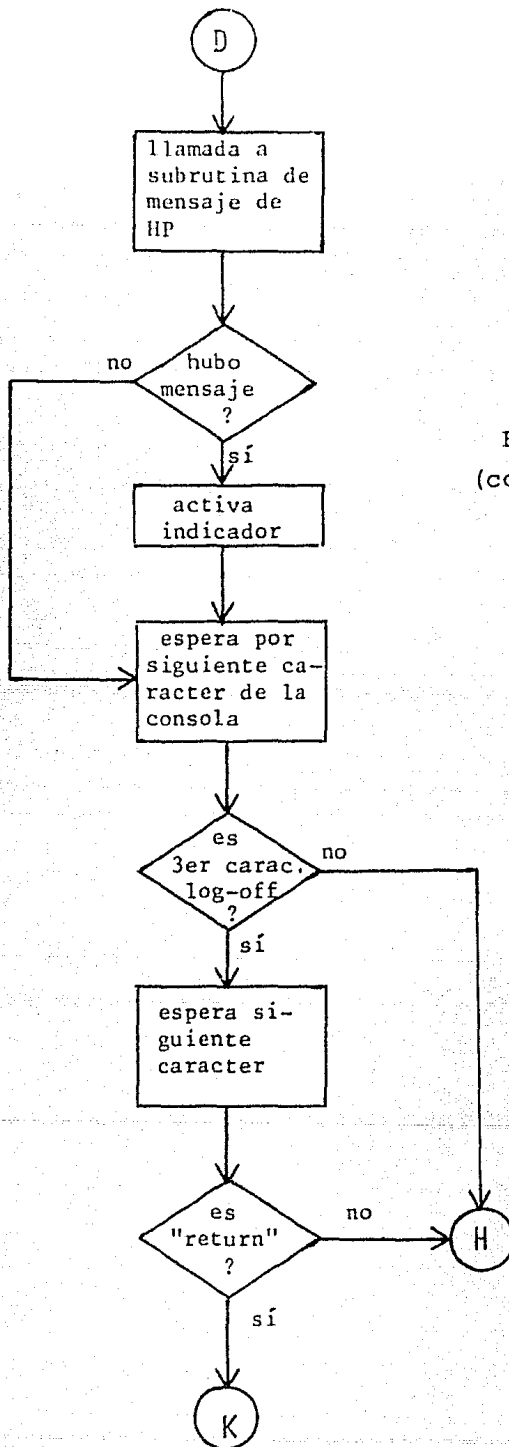 D
llamada a
subrutina de
mensaje de
HP
no
hubo
mensaje
?
sí
activa
indicador
espera por
siguiente ca-
racter de la
consola
es
3er carac.
log-off
?
no
sí
espera si-
guiente
caracter
es
"return"
?
no
H
sí
K